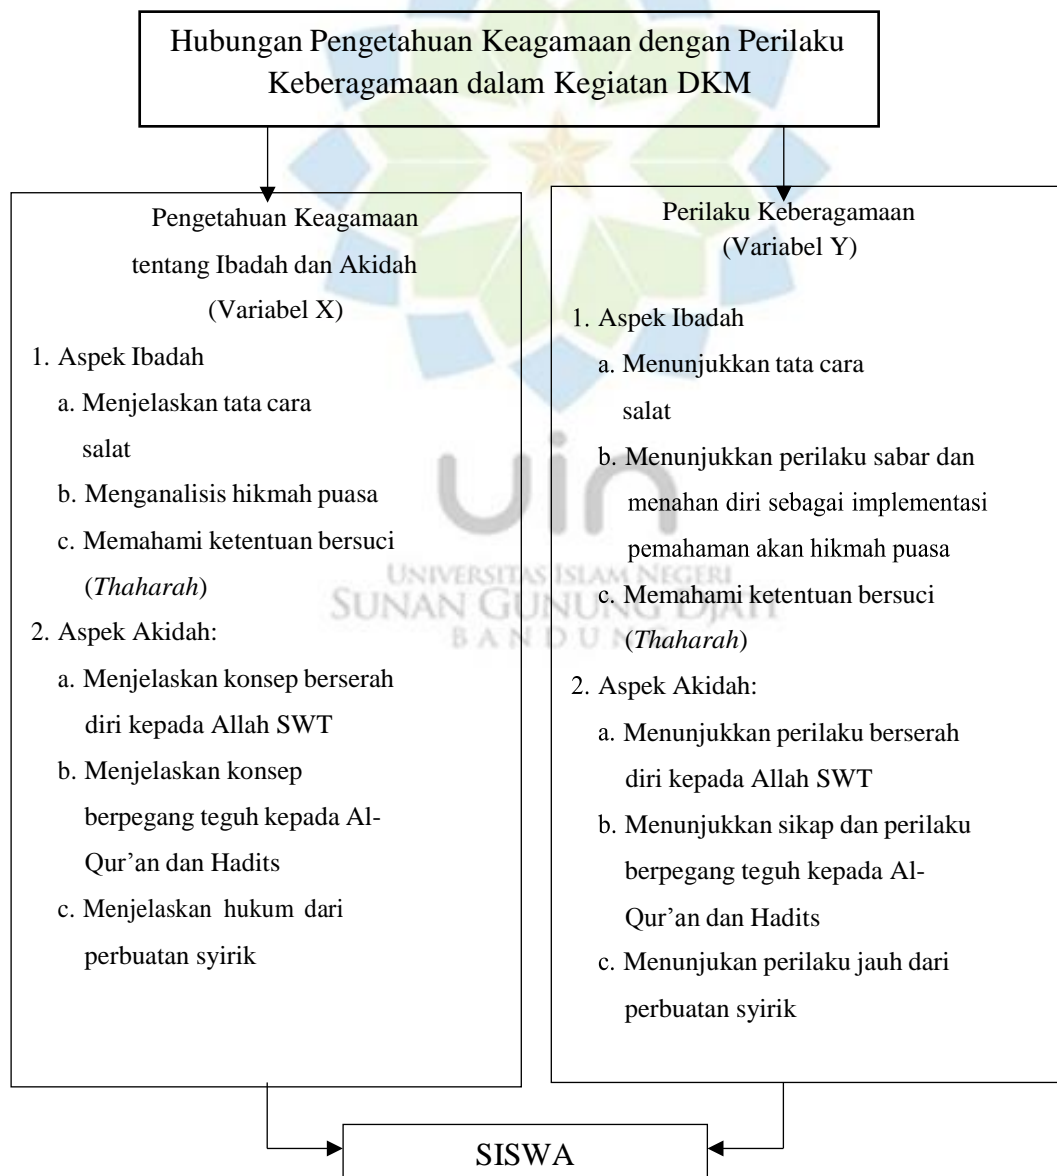 Hubungan Pengetahuan Keagamaan dengan Perilaku
Keberagamaan dalam Kegiatan DKM
Pengetahuan Keagamaan
tentang Ibadah dan Akidah
(Variabel X)
1. Aspek Ibadah
a. Menjelaskan tata cara
salat
b. Menganalisis hikmah puasa
c. Memahami ketentuan bersuci
(Thaharah)
2. Aspek Akidah:
a. Menjelaskan konsep berserah
diri kepada Allah SWT
b. Menjelaskan konsep
berpegang teguh kepada Al-
Qur’an dan Hadits
c. Menjelaskan hukum dari
perbuatan syirik
Perilaku Keberagamaan
(Variabel Y)
1. Aspek Ibadah
a. Menunjukkan tata cara
salat
b. Menunjukkan perilaku sabar dan
menahan diri sebagai implementasi
pemahaman akan hikmah puasa
c. Memahami ketentuan bersuci
(Thaharah)
2. Aspek Akidah:
a. Menunjukkan perilaku berserah
diri kepada Allah SWT
b. Menunjukkan sikap dan perilaku
berpegang teguh kepada Al-
Qur’an dan Hadits
c. Menunjukan perilaku jauh dari
perbuatan syirik
SISWA
uin
UNIVERSITAS ISLAM NEGERI
SUNAN GUNUNG DJATI
BANDUNG